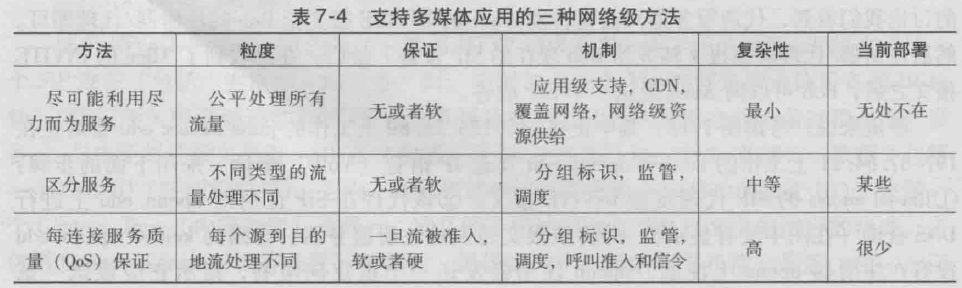 表7-4 支持多媒体应用的三种网络级方法
方法 粒度 保证 机制 复杂性 当前部署
尽可能利用尽力而为服务 公平处理所有流量 无或者软 应用级支持，CDN，覆盖网络，网络级资源供给 最小 无处不在
区分服务 不同类型的流量处理不同 无或者软 分组标识，监管，调度 中等 某些
每连接服务质量（QoS）保证 每个源到目的地流处理不同 一旦流被准入，软或者硬 分组标识，监管，调度，呼叫准入和信令 高 很少